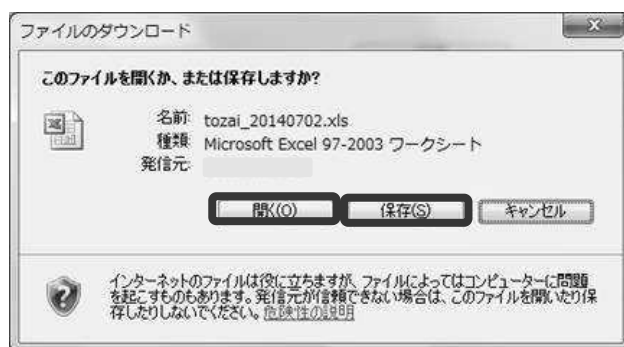 ファイルのダウンロード
このファイルを開くか、または保存しますか?
名前: tozai_20140702.xls
種類: Microsoft Excel 97-2003 ワークシート
発信元:
開く(O) 保存(S) キャンセル
インターネットのファイルは役に立ちますが、ファイルによってはコンピューターに問題
を起こすものもあります。発信元が信頼できない場合は、このファイルを開いたり保
存したりしないでください。危険性の説明